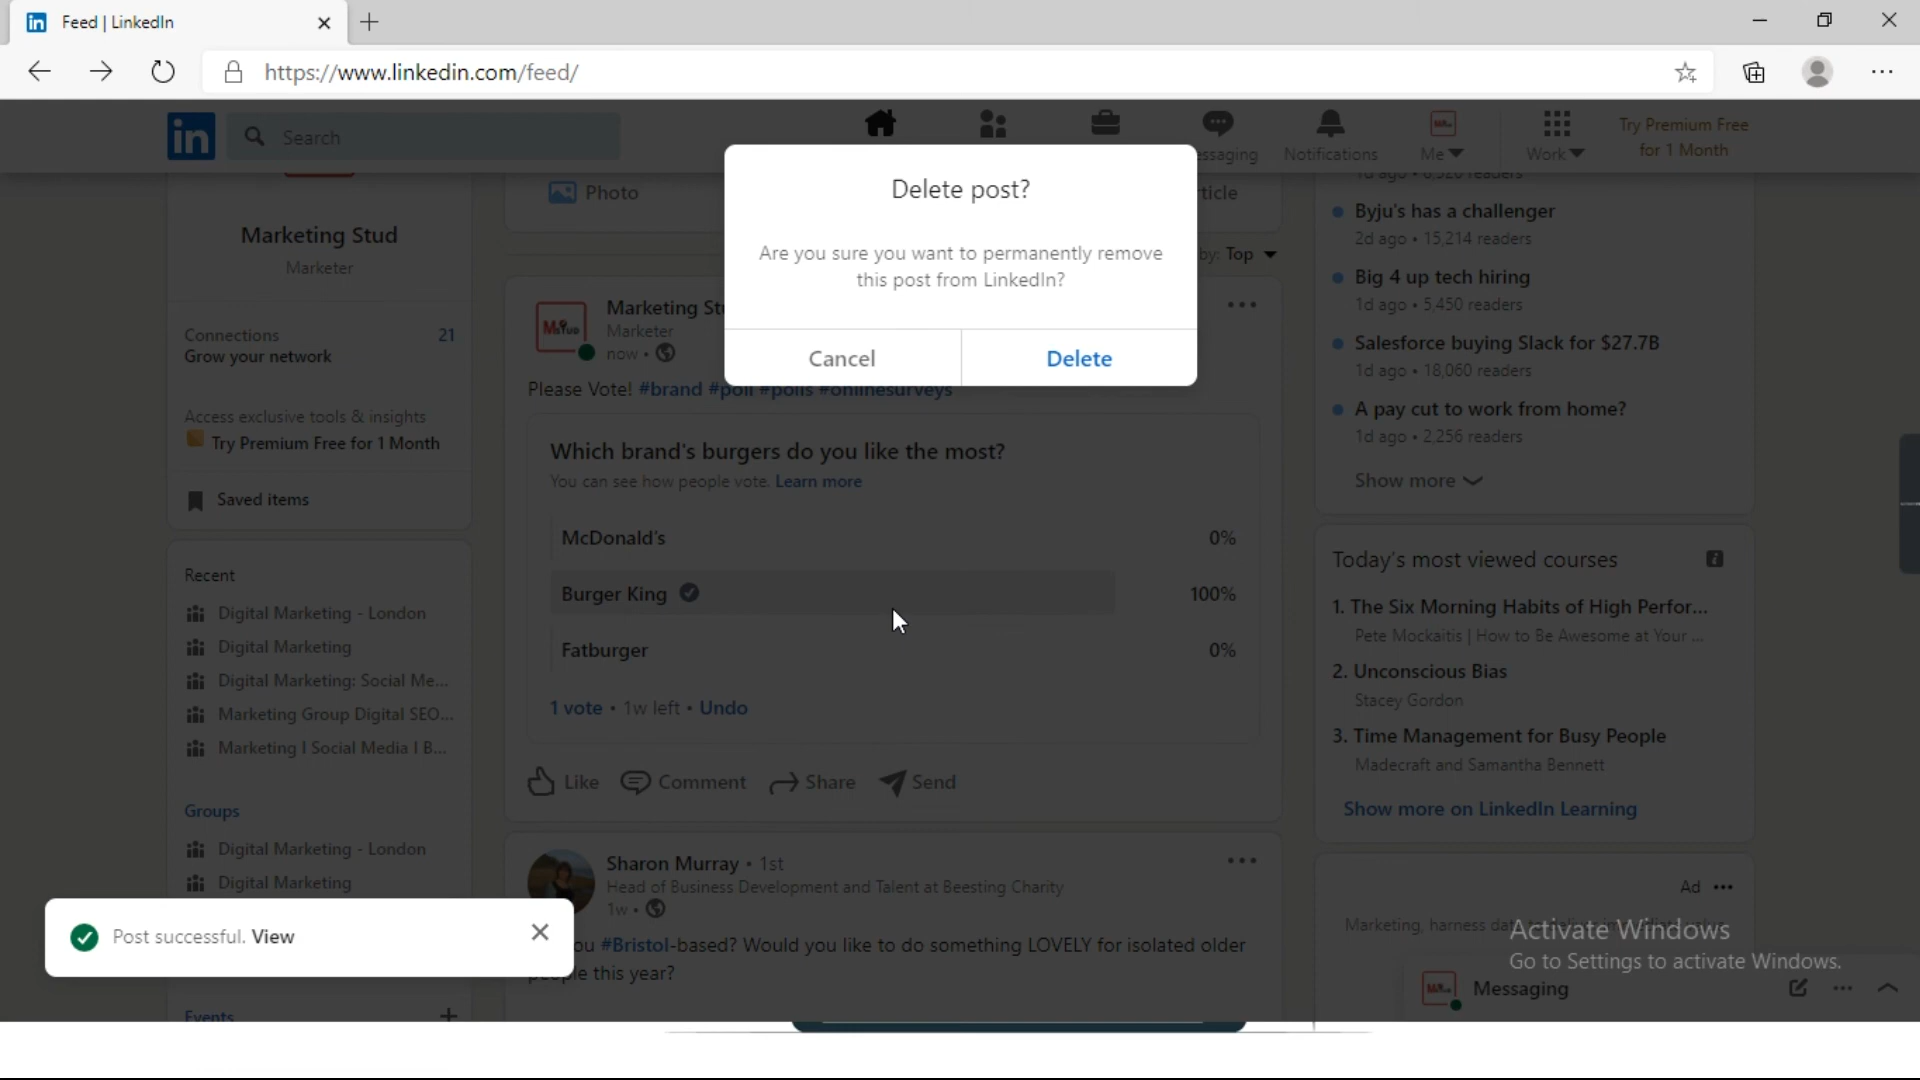 Feed | LinkedIn
https://www.linkedin.com/feed/
in
Search
Messaging
Notifications
Me
Work
Try Premium Free
for 1 Month
Delete post?
Are you sure you want to permanently remove
this post from LinkedIn?
Cancel
Delete
Marketing Stud
Marketer
Connections 21
Grow your network
Access exclusive tools & insights
Try Premium Free for 1 Month
Saved items
Recent
Digital Marketing - London
Digital Marketing
Digital Marketing: Social Me...
Marketing Group Digital SEO...
Marketing I Social Media I B...
Groups
Digital Marketing - London
Digital Marketing
Events
Post successful. View
Photo
by: Top
Marketing
Marketer
now •
Please Vote! #brand #poll #polls #onlinesurveys
Which brand's burgers do you like the most?
You can see how people vote. Learn more
McDonald's 0%
Burger King 100%
Fatburger 0%
1 vote • 1w left • Undo
Like Comment Share Send
Sharon Murray • 1st
Head of Business Development and Talent at Beesting Charity
1w •
#Bristol-based? Would you like to do something LOVELY for isolated older
people this year?
Byju's has a challenger
2d ago • 15,214 readers
Big 4 up tech hiring
1d ago • 5,450 readers
Salesforce buying Slack for $27.7B
1d ago • 18,060 readers
A pay cut to work from home?
1d ago • 2,256 readers
Show more
Today's most viewed courses
1. The Six Morning Habits of High Perfor...
Pete Mockaitis | How to Be Awesome at Your ...
2. Unconscious Bias
Stacey Gordon
3. Time Management for Busy People
Madecraft and Samantha Bennett
Show more on LinkedIn Learning
Ad
Marketing, harness
Activate Windows
Go to Settings to activate Windows.
Messaging